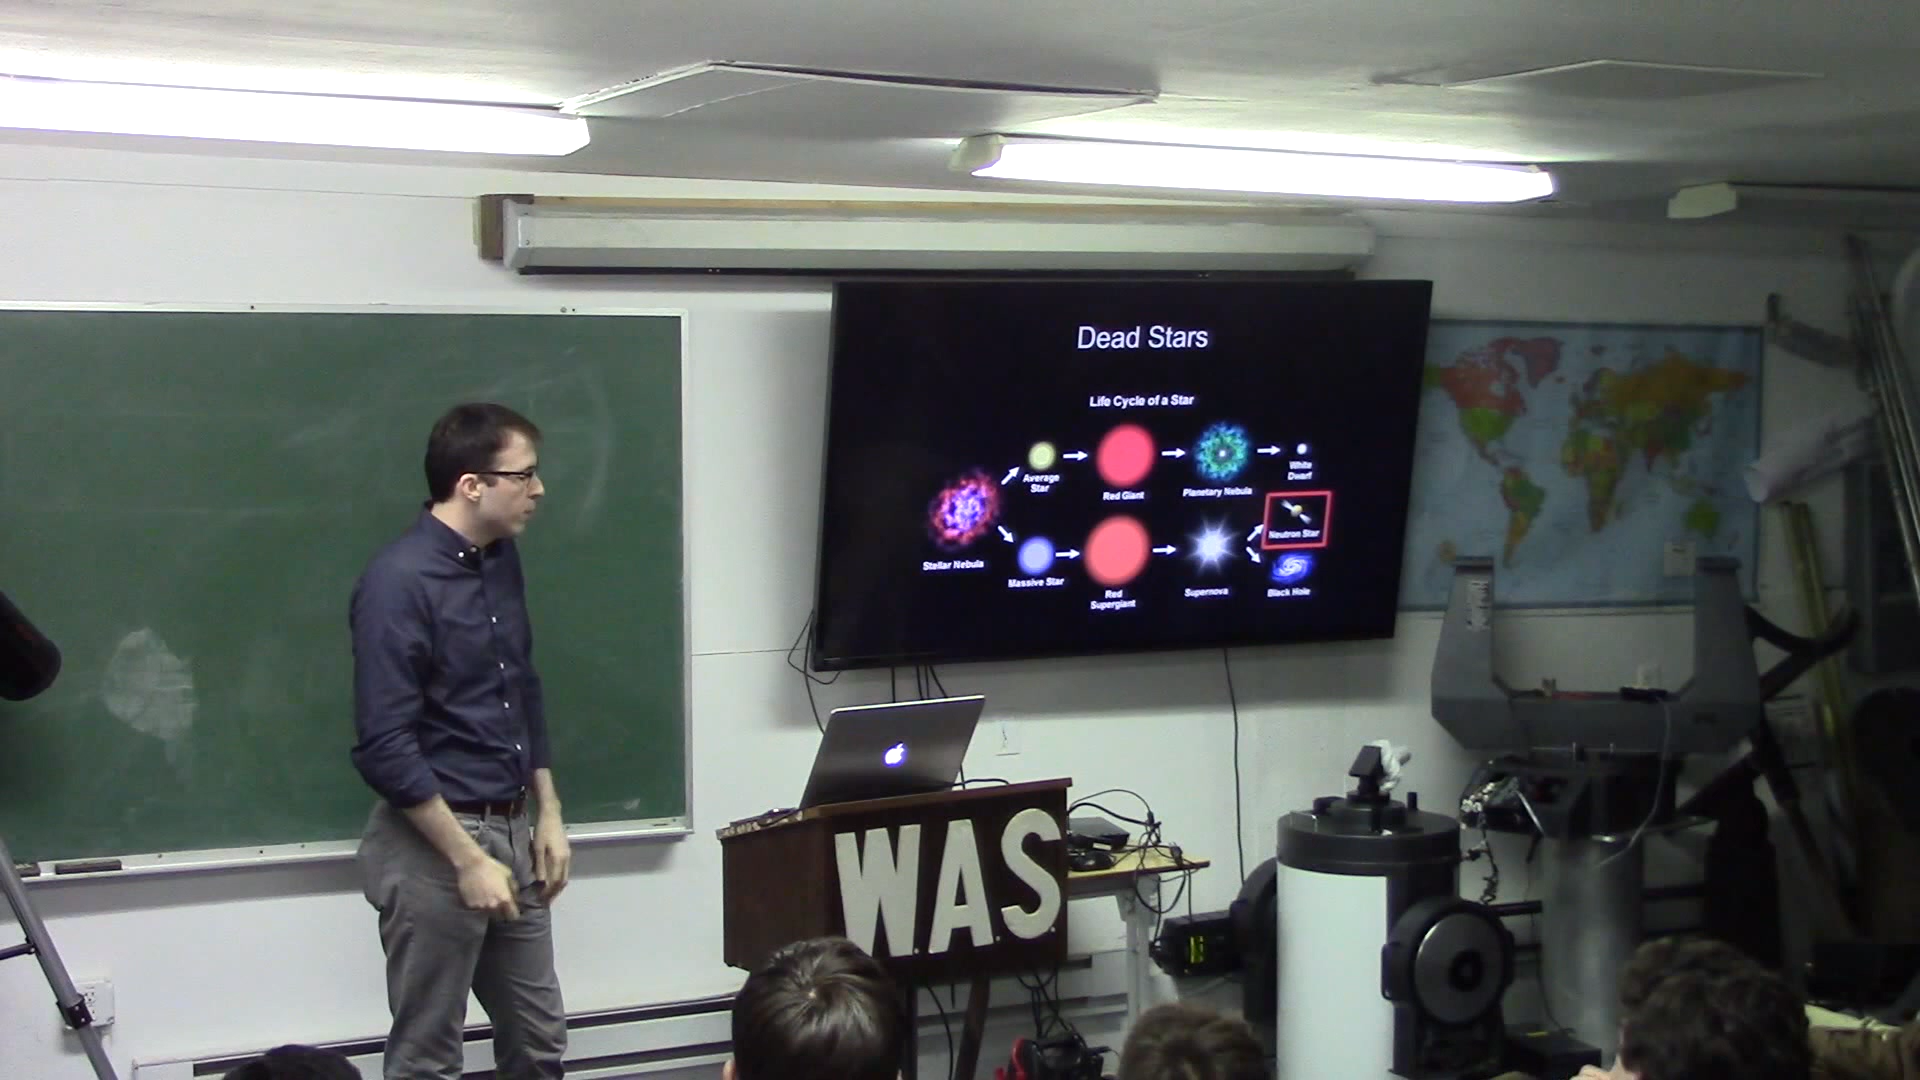 Dead Stars
Life Cycle of a Star
Average
Star
Red Giant
Planetary Nebula
White
Dwarf
Stellar Nebula
Massive Star
Red
Supergiant
Supernova
Neutron Star
Black Hole
W.A.S.